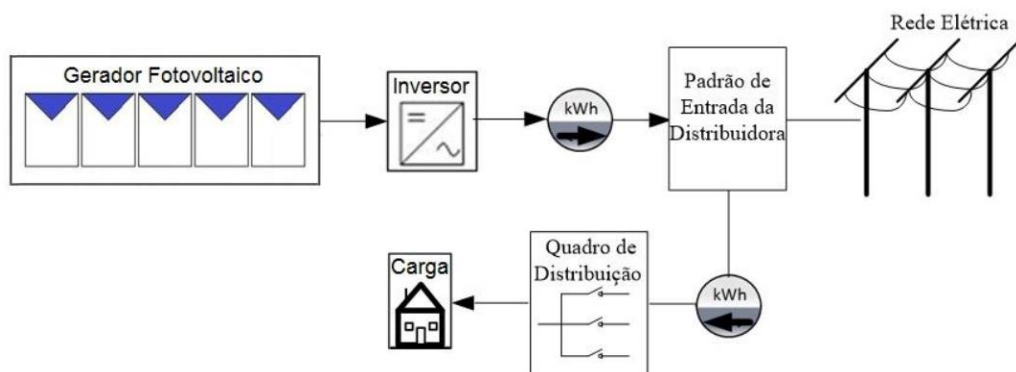 Rede Elétrica
Gerador Fotovoltaico
Inversor
kWh
Padrão de
Entrada da
Distribuidora
Carga
Quadro de
Distribuição
kWh